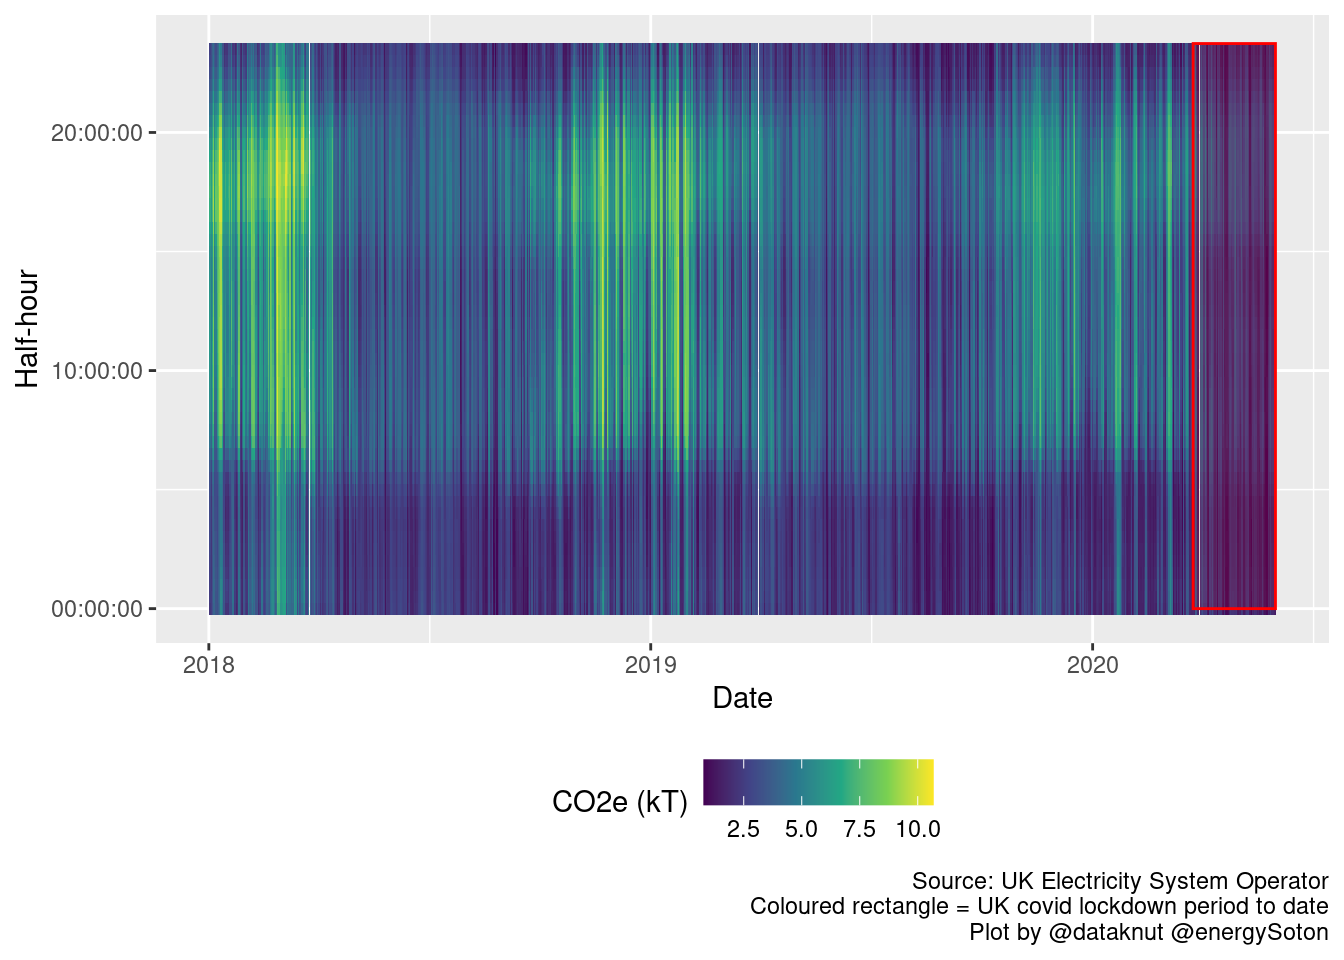 20:00:00
10:00:00
00:00:00
Half-hour
2018 2019 2020
Date
CO2e (kT)
2.5 5.0 7.5 10.0
Source: UK Electricity System Operator
Coloured rectangle = UK covid lockdown period to date
Plot by @dataknut @energySoton